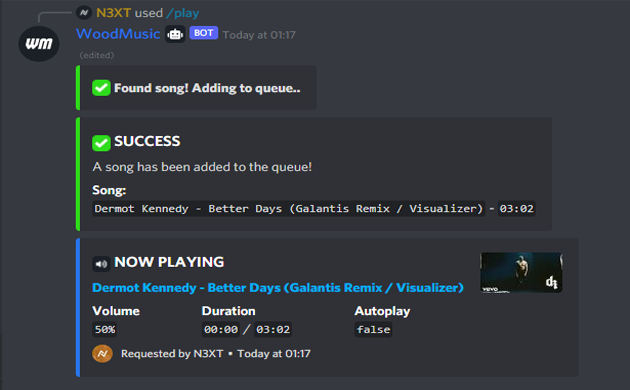 N3XT used /play
wm
WoodMusic BOT Today at 01:17
(edited)
Found song! Adding to queue..
SUCCESS
A song has been added to the queue!
Song:
Dermot Kennedy - Better Days (Galantis Remix / Visualizer) - 03:02
NOW PLAYING
Dermot Kennedy - Better Days (Galantis Remix / Visualizer)
vevo
Volume Duration Autoplay
50% 00:00 / 03:02 false
Requested by N3XT • Today at 01:17